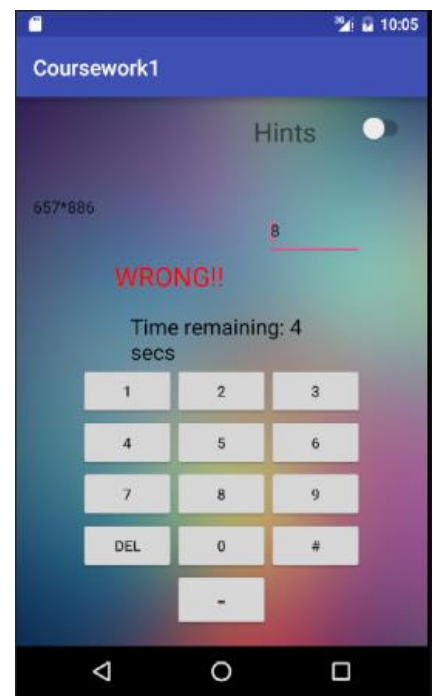 10:05
Coursework1
Hints
657*886
8
WRONG!!
Time remaining: 4
secs
1 2 3
4 5 6
7 8 9
DEL 0 #
-